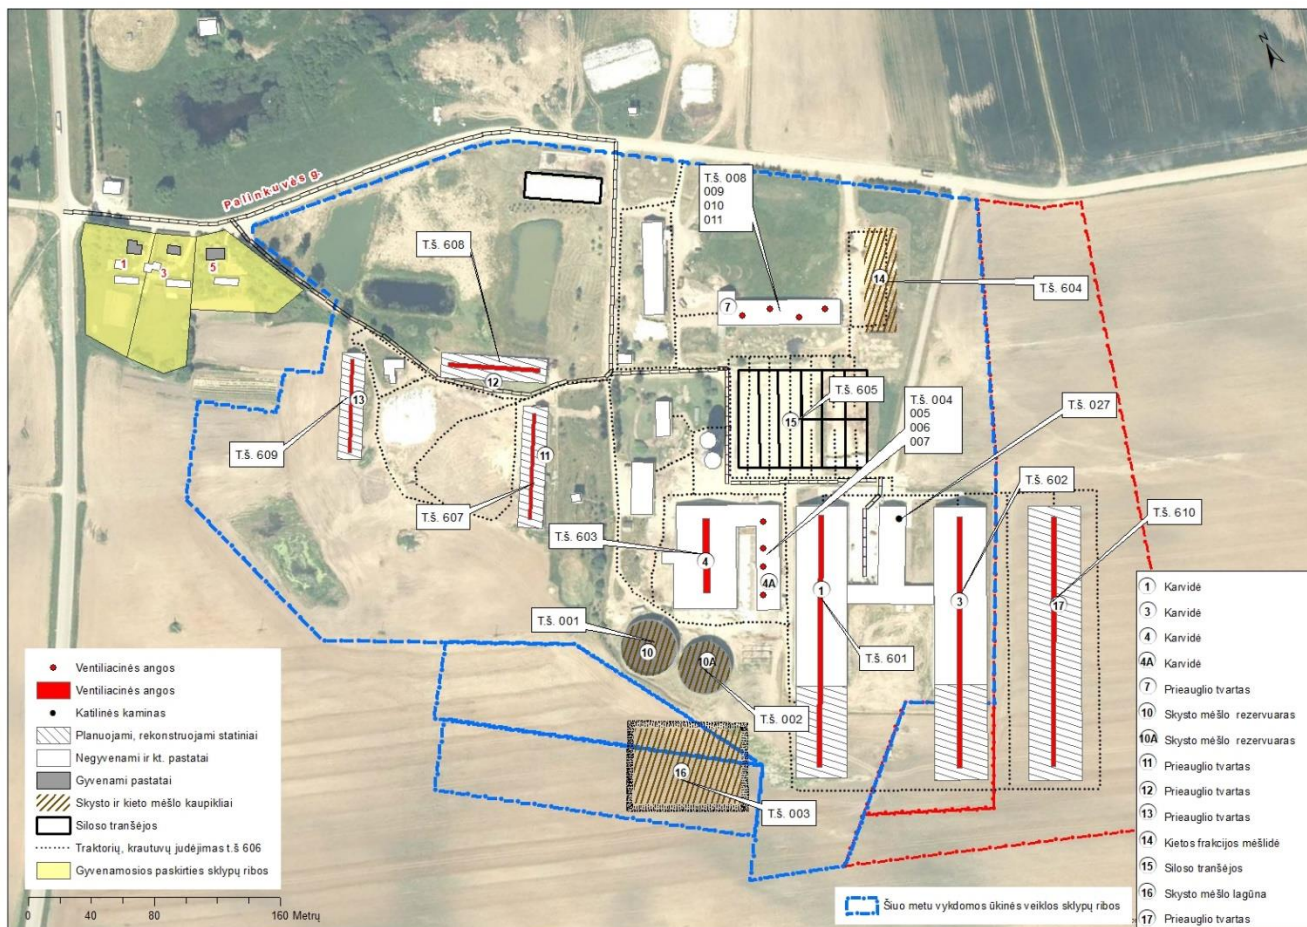 N
Palinkuvės g.
1
3
5
T.š. 608
T.š. 008
009
010
011
14
T.š. 604
7
12
13
T.š. 605
15
T.š. 004
005
006
007
T.š. 027
T.š. 609
11
T.š. 607
T.š. 602
T.š. 603
4
4A
T.š. 610
1
3
17
T.š. 001
10
10A
T.š. 601
T.š. 002
16
T.š. 003
Ventiliacinės angos
Ventiliacinės angos
Katilinės kaminas
Planuojami, rekonstruojami statiniai
Negyvenami ir kt. pastatai
Gyvenami pastatai
Skysto ir kieto mėšlo kaupikliai
Siloso tranšėjos
Traktorių, krautuvų judėjimas t.š 606
Gyvenamosios paskirties sklypų ribos
0 40 80 160 Metrų
Šiuo metu vykdomos ūkinės veiklos sklypų ribos
1 Karvidė
3 Karvidė
4 Karvidė
4A Karvidė
7 Prieauglio tvartas
10 Skysto mėšlo rezervuaras
10A Skysto mėšlo rezervuaras
11 Prieauglio tvartas
12 Prieauglio tvartas
13 Prieauglio tvartas
14 Kietos frakcijos mėšlidė
15 Siloso tranšėjos
16 Skysto mėšlo lagūna
17 Prieauglio tvartas